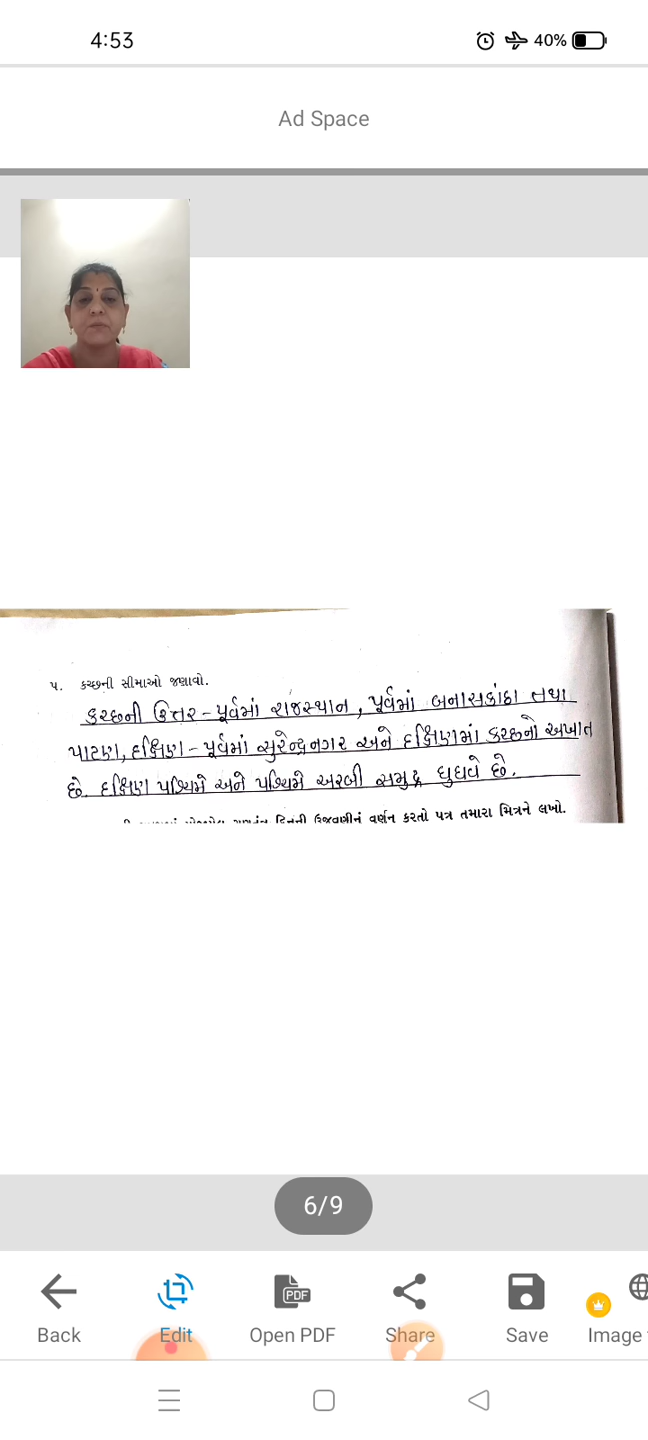 4:53
40%
Ad Space
૫. કચ્છની સીમાઓ જણાવો.
કચ્છની ઉત્તર - પૂર્વમાં રાજસ્થાન, પૂર્વમાં બનાસકાંઠા તથા
પાટણ, દક્ષિણ - પૂર્વમાં સુરેન્દ્રનગર અને દક્ષિણમાં કચ્છનો અખાત
છે. દક્ષિણ પશ્ચિમે અને પશ્ચિમે અરબી સમુદ્ર ઘુઘવે છે.
દિનની ઉજવણીનું વર્ણન કરતો પત્ર તમારા મિત્રને લખો.
6/9
PDF
Back
Edit
Open PDF
Share
Save
Image